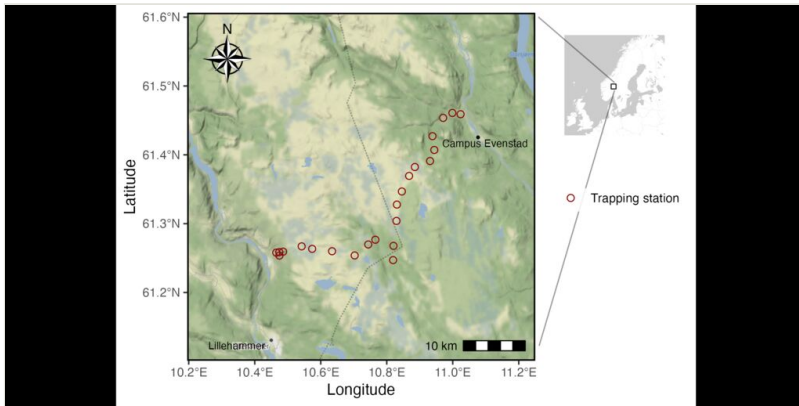 61.6°N
N
61.5°N
61.4°N
Campus Evenstad
Latitude
Trapping station
61.3°N
61.2°N
Lillehammer
10 km
10.2°E 10.4°E 10.6°E 10.8°E 11.0°E 11.2°E
Longitude